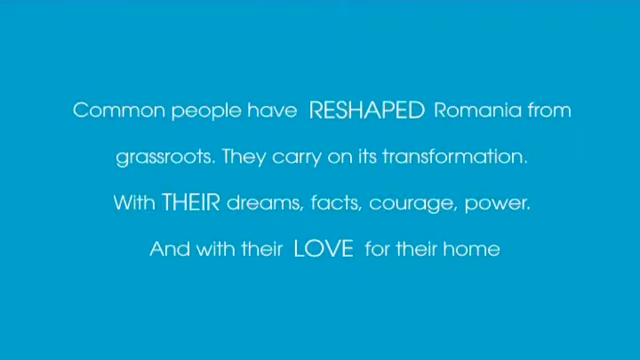 Common people have RESHAPED Romania from
grassroots. They carry on its transformation.
With THEIR dreams, facts, courage, power.
And with their LOVE for their home